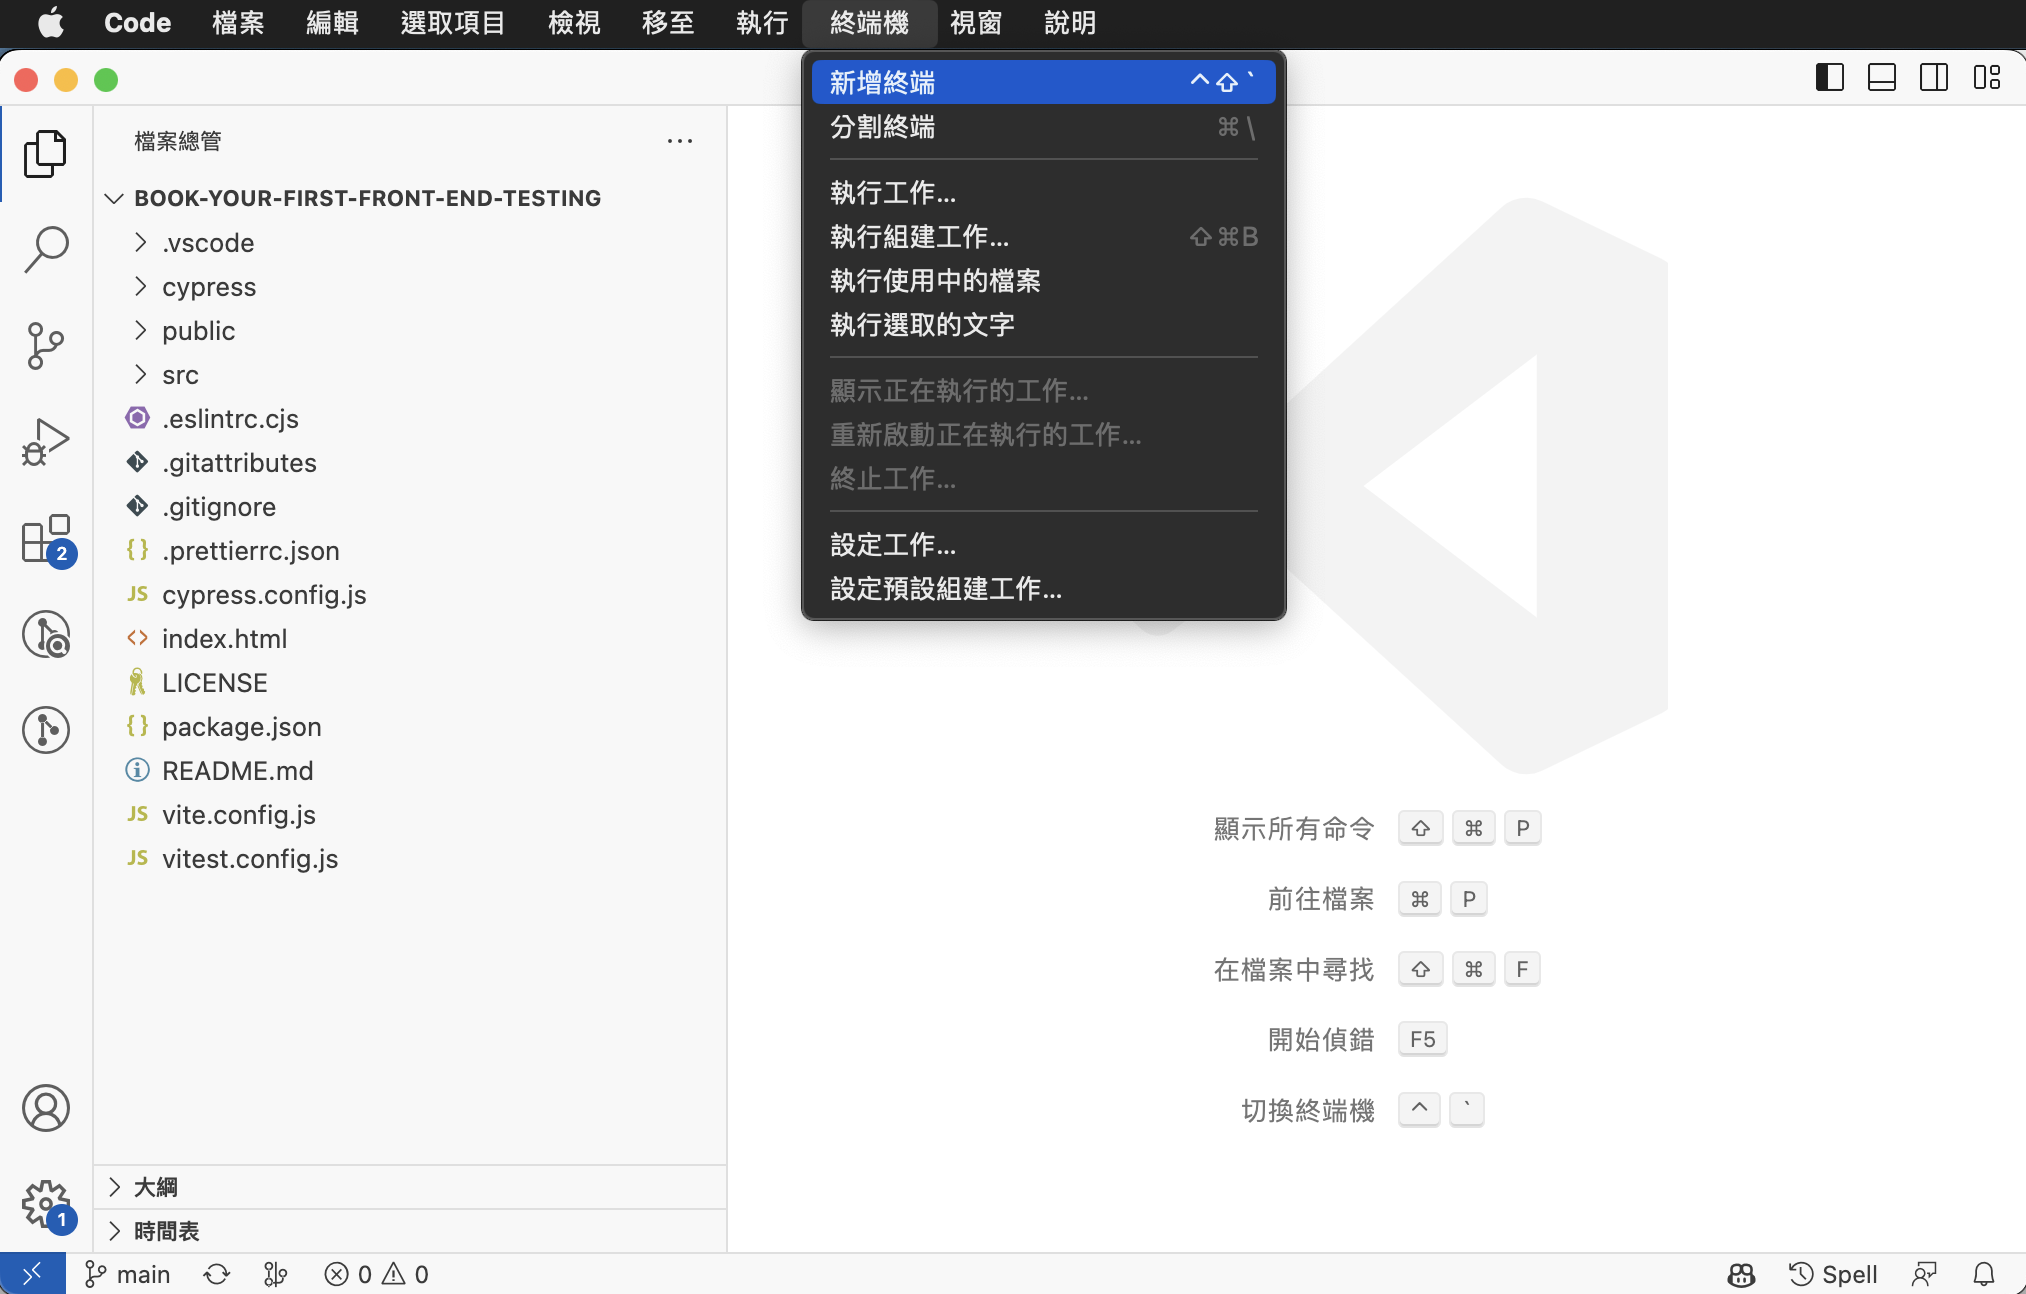 Code 檔案 編輯 選取項目 檢視 移至 執行 終端機 視窗 說明
新增終端 ^⇧`
分割終端 ⌘\
執行工作...
執行組建工作... ⇧⌘B
執行使用中的檔案
執行選取的文字
顯示正在執行的工作...
重新啟動正在執行的工作...
終止工作...
設定工作...
設定預設組建工作...
檔案總管 ...
BOOK-YOUR-FIRST-FRONT-END-TESTING
.vscode
cypress
public
src
.eslintrc.cjs
.gitattributes
.gitignore
{} .prettierrc.json
JS cypress.config.js
<> index.html
LICENSE
{} package.json
README.md
JS vite.config.js
JS vitest.config.js
2
1
大綱
時間表
顯示所有命令 ⇧ ⌘ P
前往檔案 ⌘ P
在檔案中尋找 ⇧ ⌘ F
開始偵錯 F5
切換終端機 ^ `
main 0 0 Spell